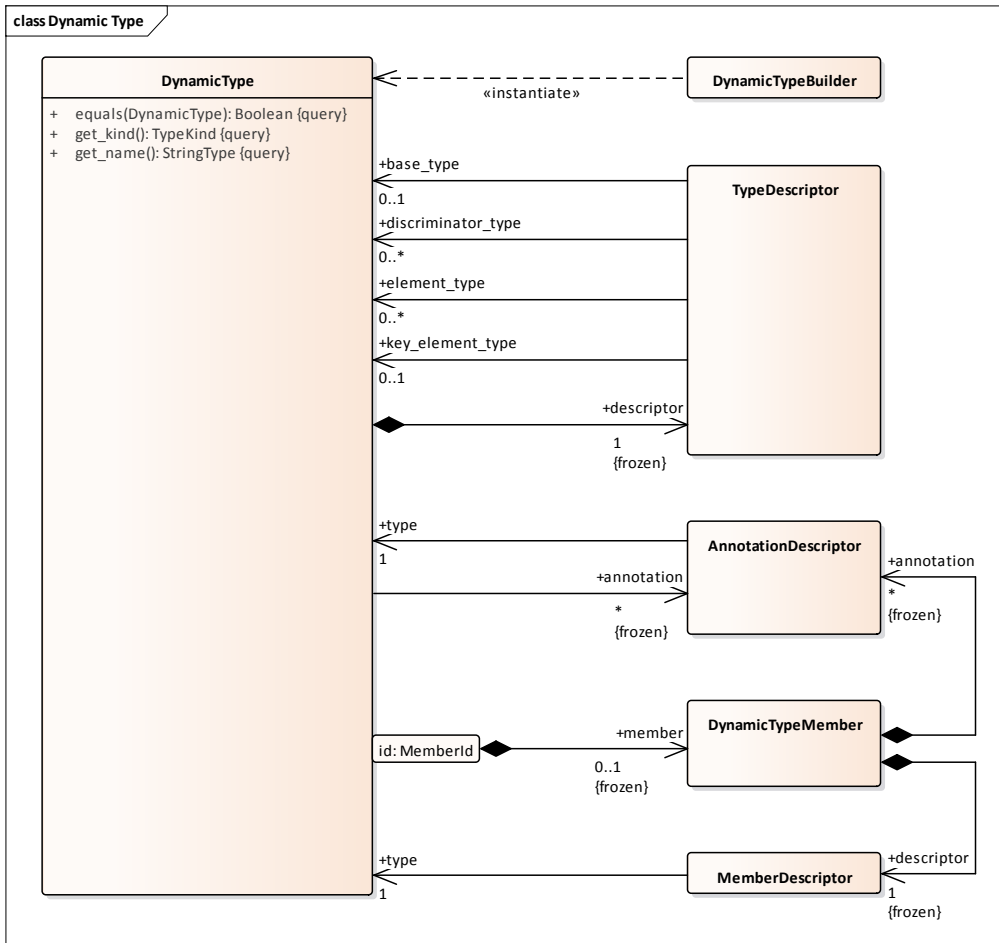 class Dynamic Type
DynamicType
+ equals(DynamicType): Boolean {query}
+ get_kind(): TypeKind {query}
+ get_name(): StringType {query}
«instantiate»
DynamicTypeBuilder
+base_type
0..1
+discriminator_type
0..*
+element_type
0..*
+key_element_type
0..1
TypeDescriptor
+descriptor
1
{frozen}
+type
1
AnnotationDescriptor
+annotation
*
{frozen}
+annotation
*
{frozen}
id: MemberId
+member
0..1
{frozen}
DynamicTypeMember
+type
1
MemberDescriptor
+descriptor
1
{frozen}